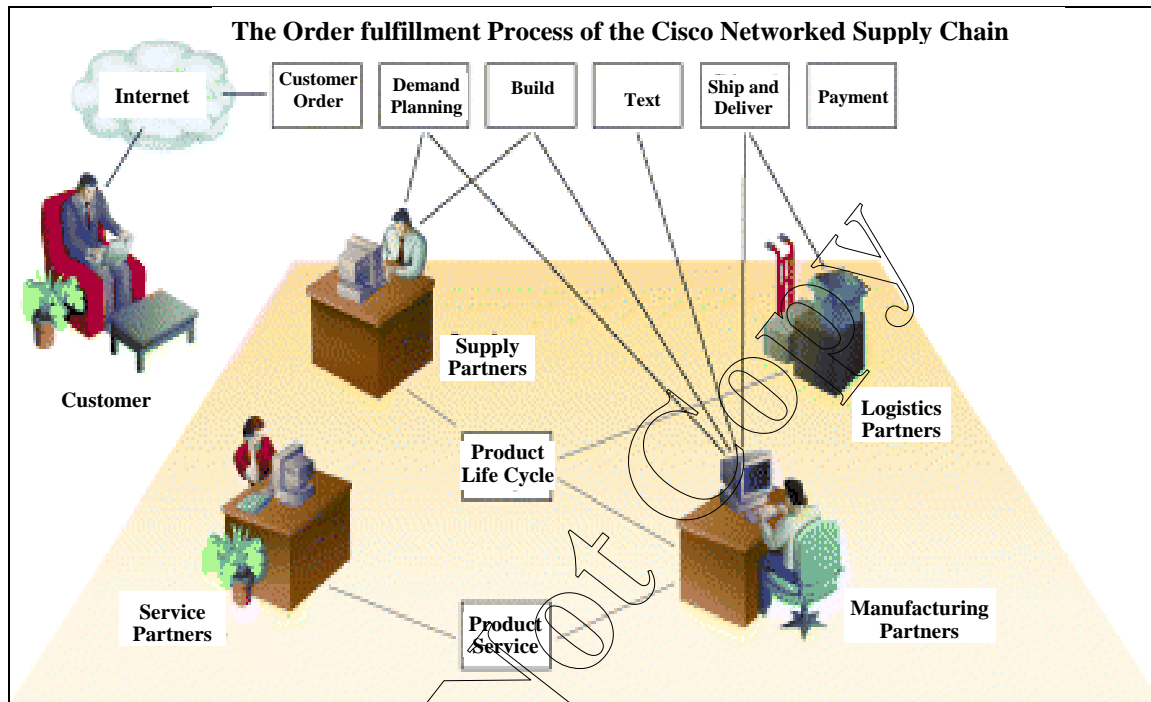 The Order fulfillment Process of the Cisco Networked Supply Chain
Internet
Customer
Order
Demand
Planning
Build
Text
Ship and
Deliver
Payment
Customer
Supply
Partners
Logistics
Partners
Product
Life Cycle
Service
Partners
Product
Service
Manufacturing
Partners
Not Copy